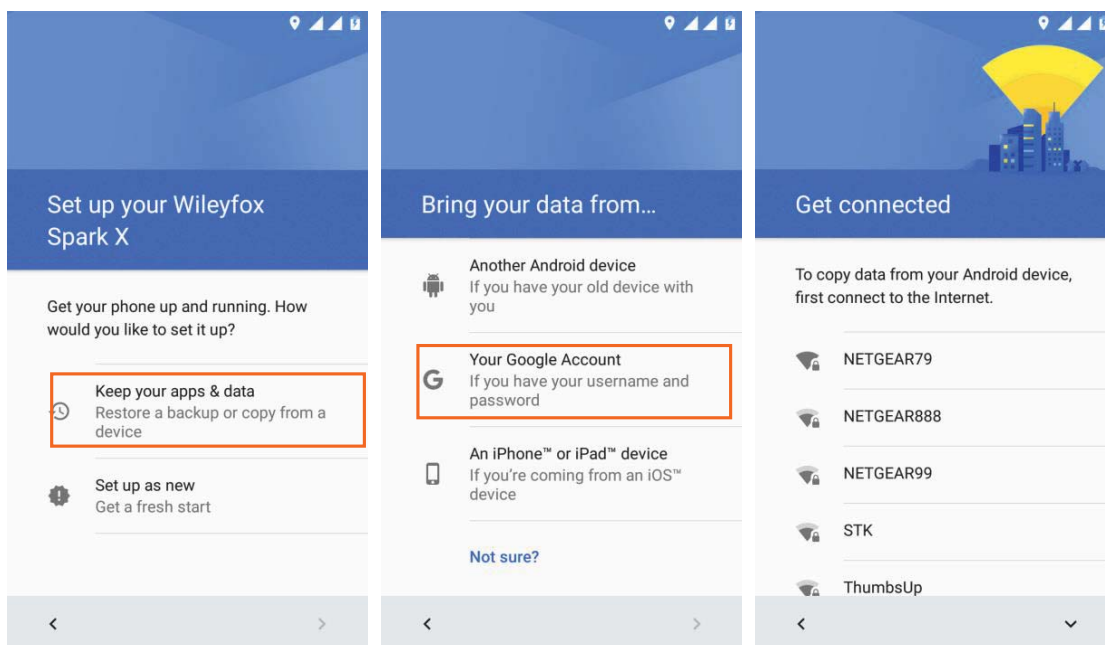 Set up your Wileyfox
Spark X
Get your phone up and running. How
would you like to set it up?
Keep your apps & data
Restore a backup or copy from a
device
Set up as new
Get a fresh start
Bring your data from…
Another Android device
If you have your old device with
you
Your Google Account
If you have your username and
password
An iPhone™ or iPad™ device
If you're coming from an iOS™
device
Not sure?
Get connected
To copy data from your Android device,
first connect to the Internet.
NETGEAR79
NETGEAR888
NETGEAR99
STK
ThumbsUp